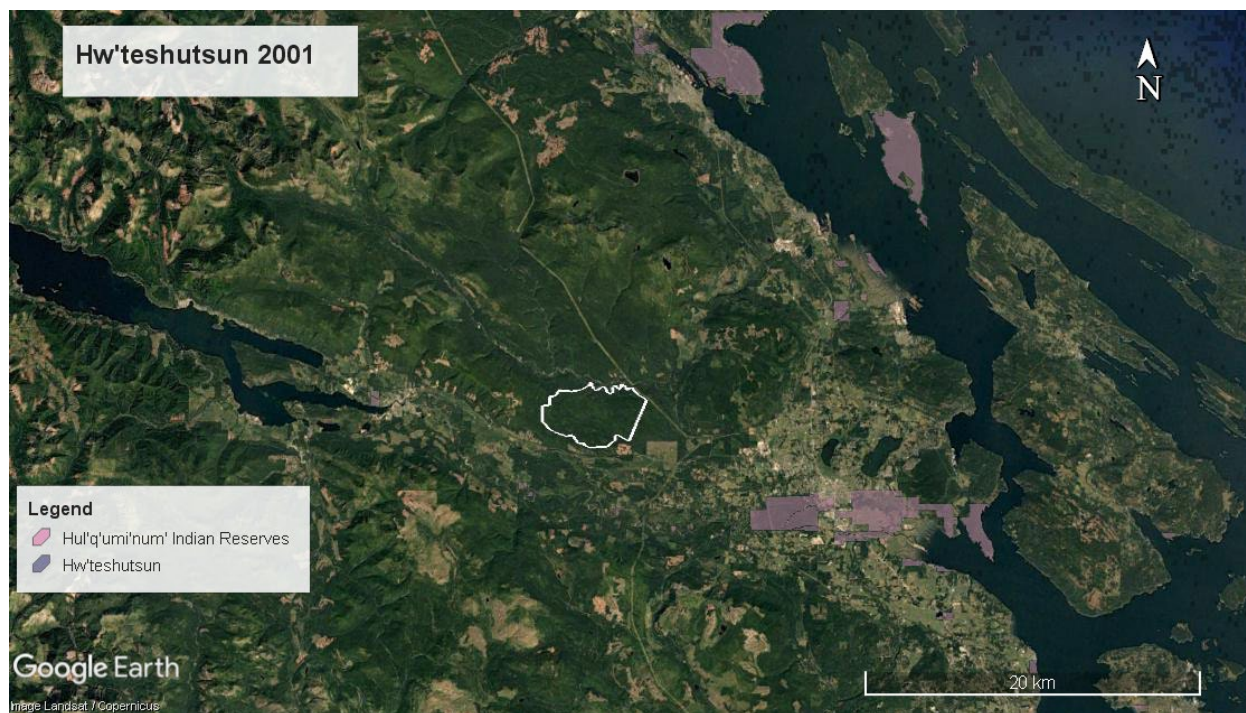 Hw'teshutsun 2001
N
Legend
Hul'q'umi'num' Indian Reserves
Hw'teshutsun
Google Earth
20 km
Image Landsat / Copernicus